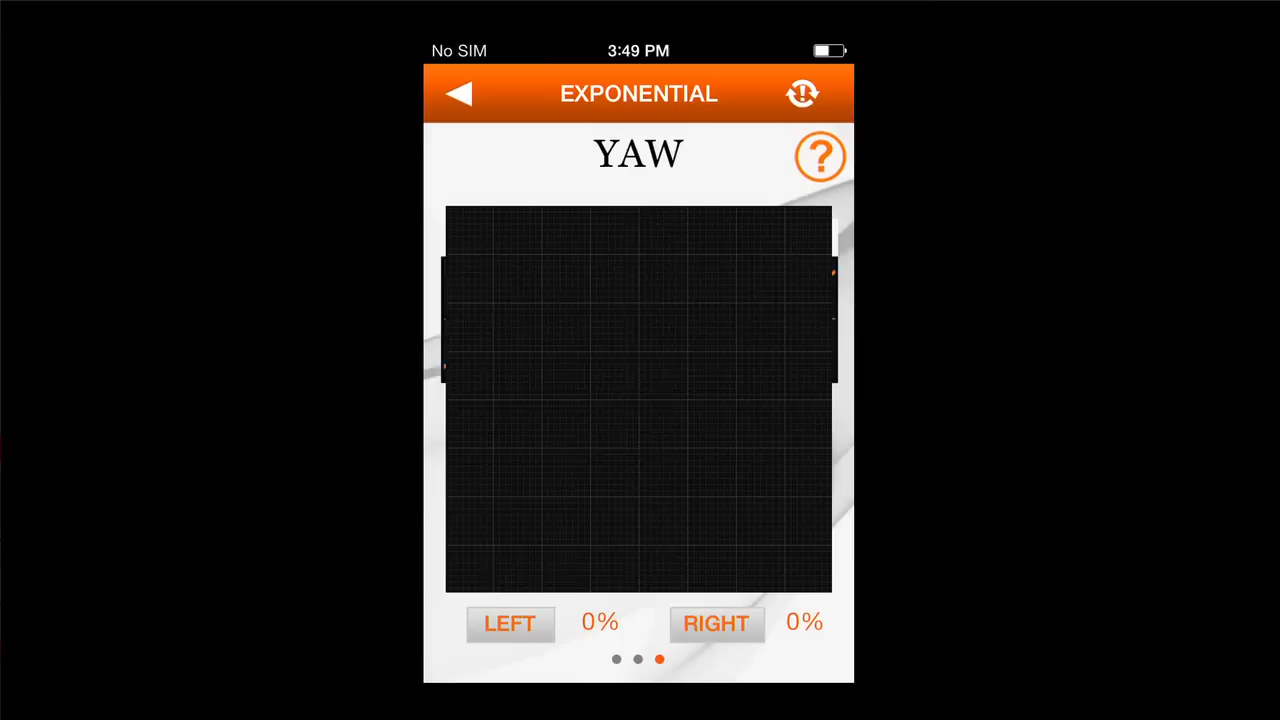 No SIM 3:49 PM
EXPONENTIAL
YAW
?
LEFT 0% RIGHT 0%